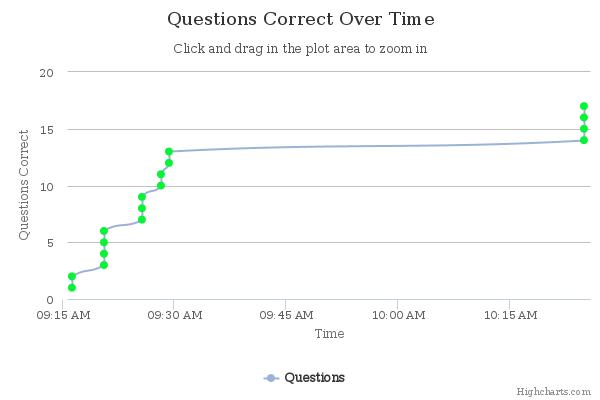 Questions Correct Over Time
Click and drag in the plot area to zoom in
Questions Correct
20
15
10
5
0
09:15 AM 09:30 AM 09:45 AM 10:00 AM 10:15 AM
Time
Questions
Highcharts.com